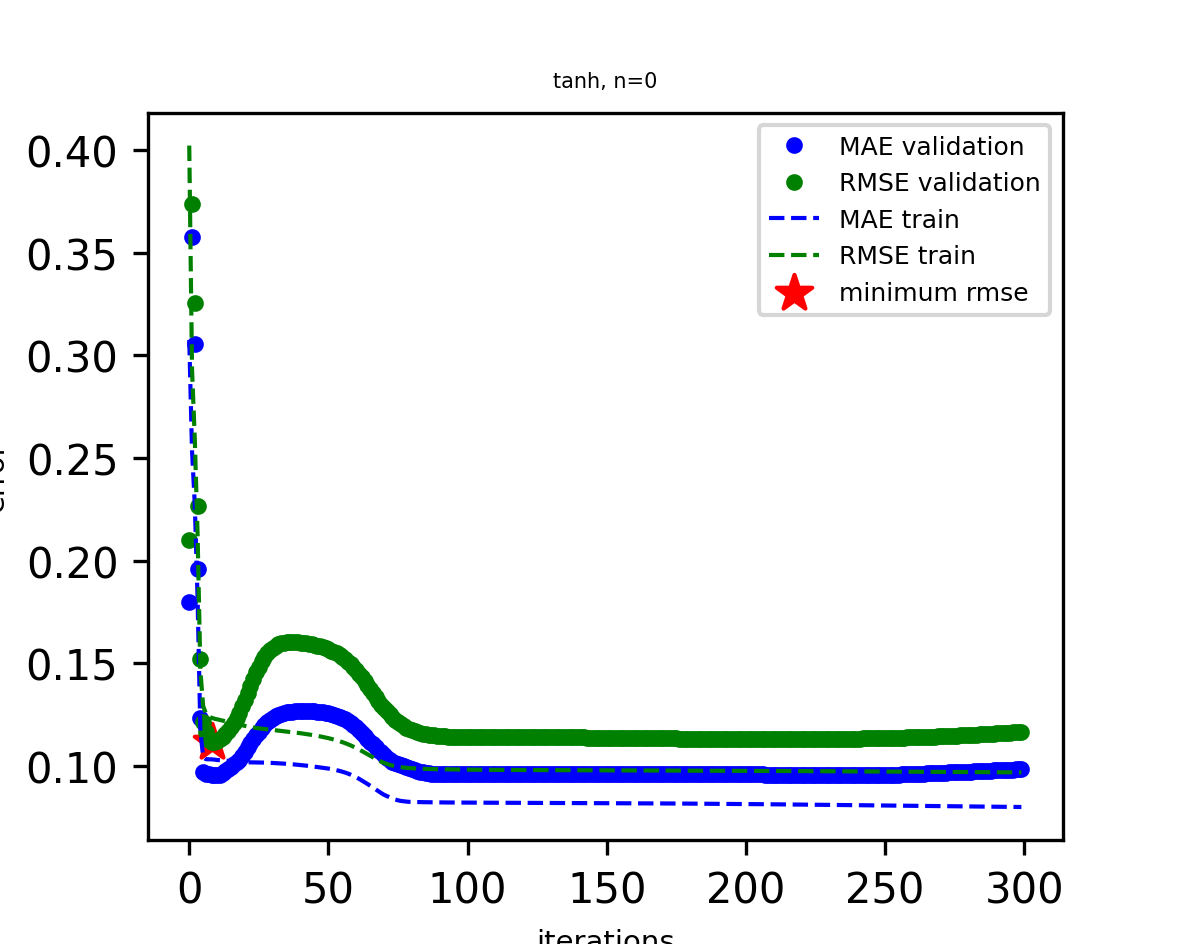 tanh, n=0
0.40
0.35
0.30
0.25
0.20
0.15
0.10
MAE validation
RMSE validation
MAE train
RMSE train
minimum rmse
0 50 100 150 200 250 300
iterations